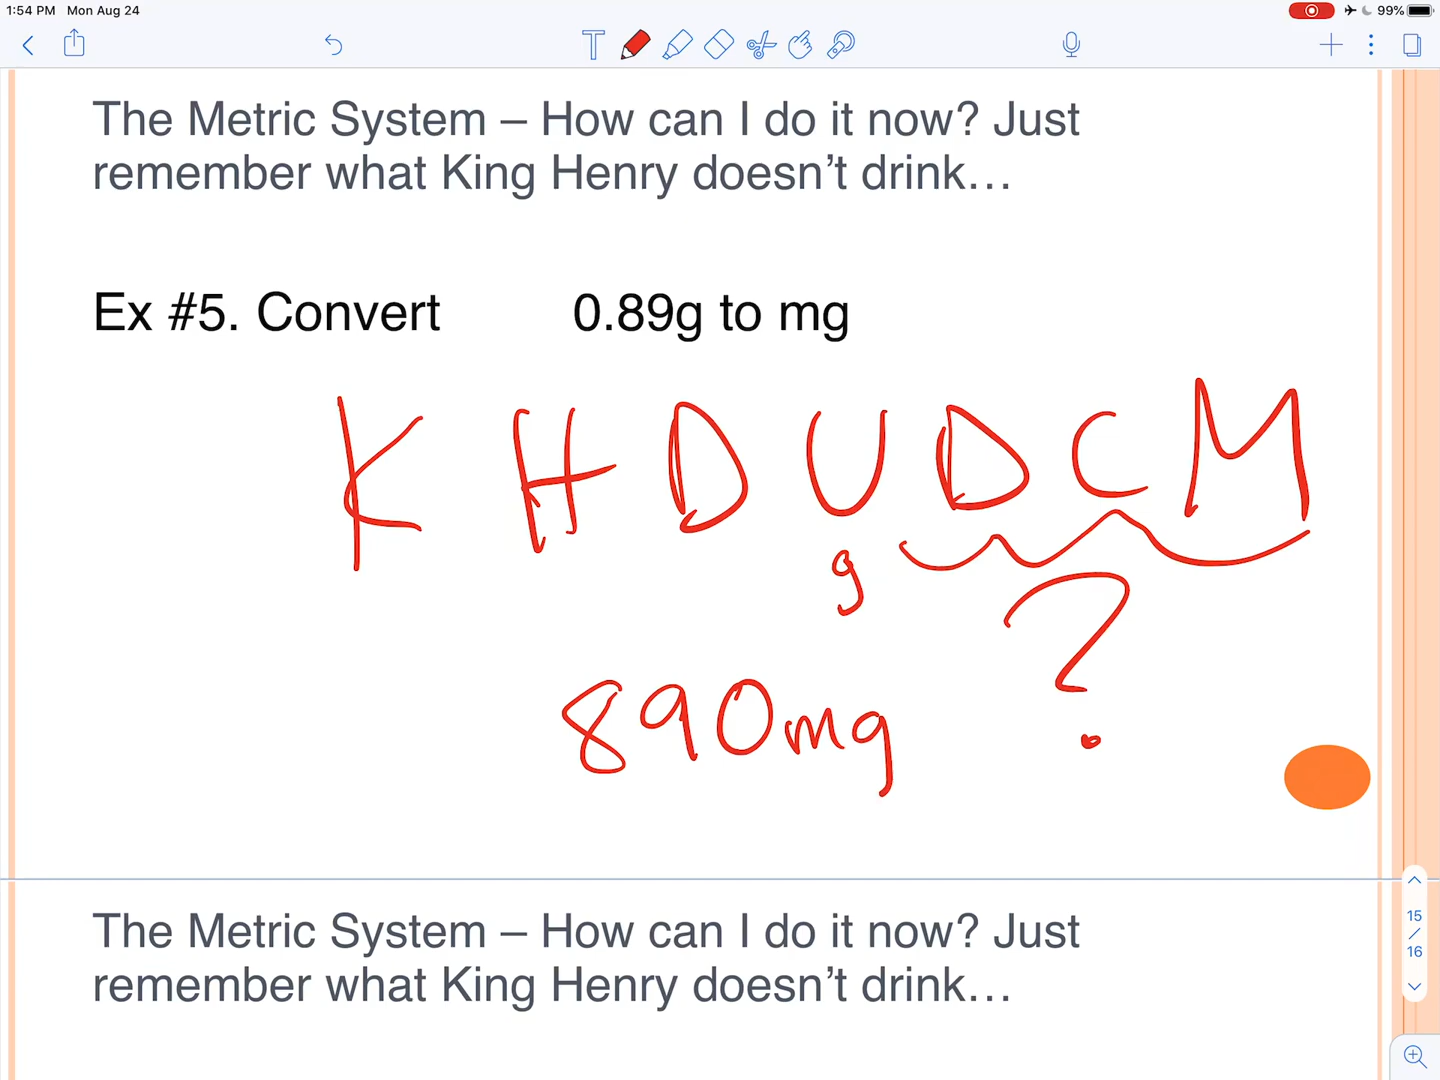 1:54 PM Mon Aug 24
99%
The Metric System – How can I do it now? Just
remember what King Henry doesn’t drink…
Ex #5. Convert 0.89g to mg
K H D U D C M
g
?
890mg
15
/
16
The Metric System – How can I do it now? Just
remember what King Henry doesn’t drink…